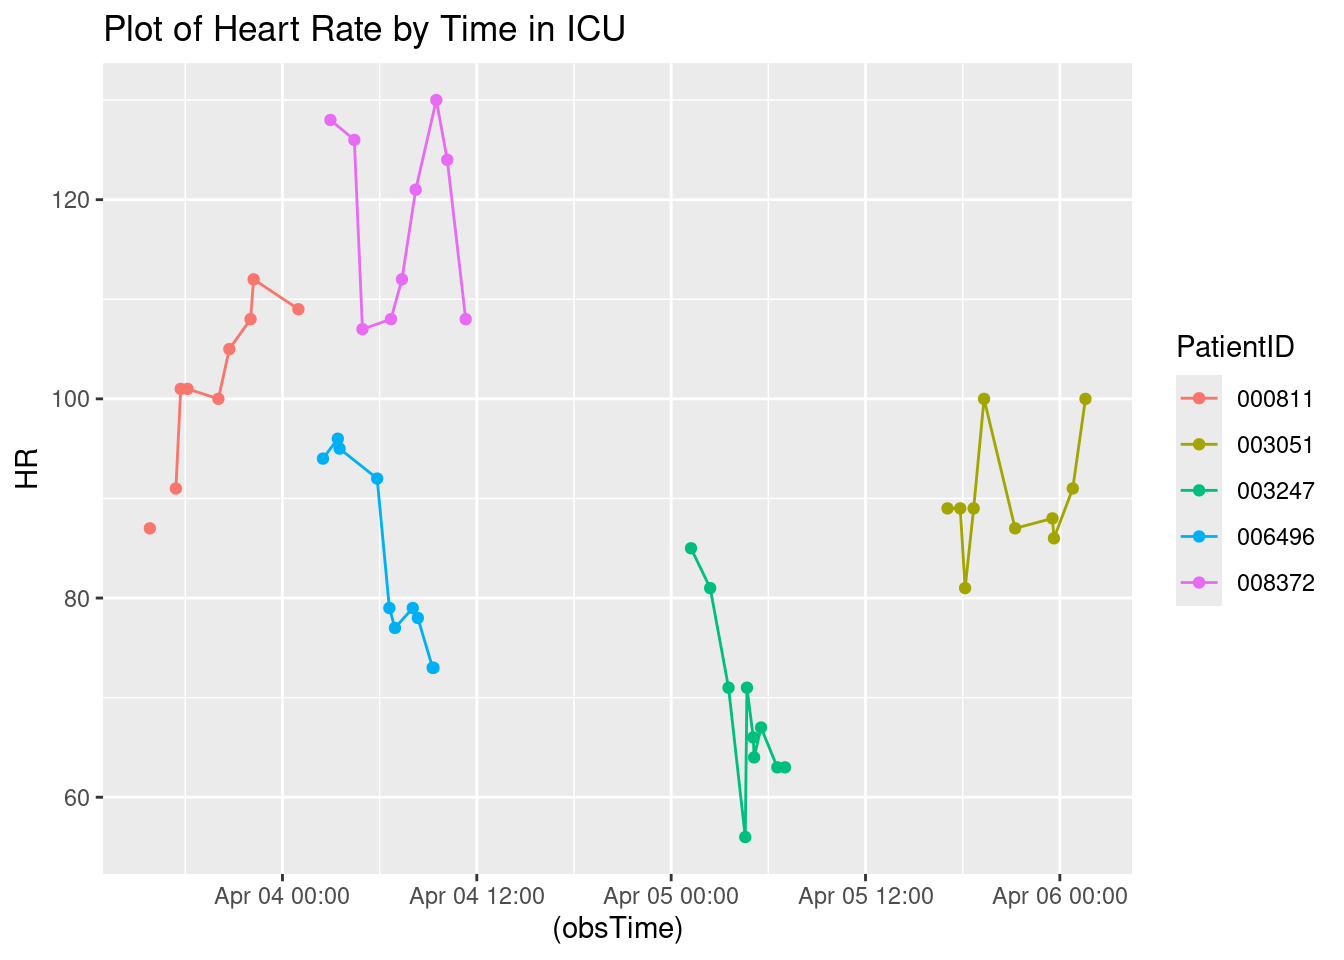 Plot of Heart Rate by Time in ICU
HR
120
100
80
60
Apr 04 00:00 Apr 04 12:00 Apr 05 00:00 Apr 05 12:00 Apr 06 00:00
(obsTime)
PatientID
000811
003051
003247
006496
008372